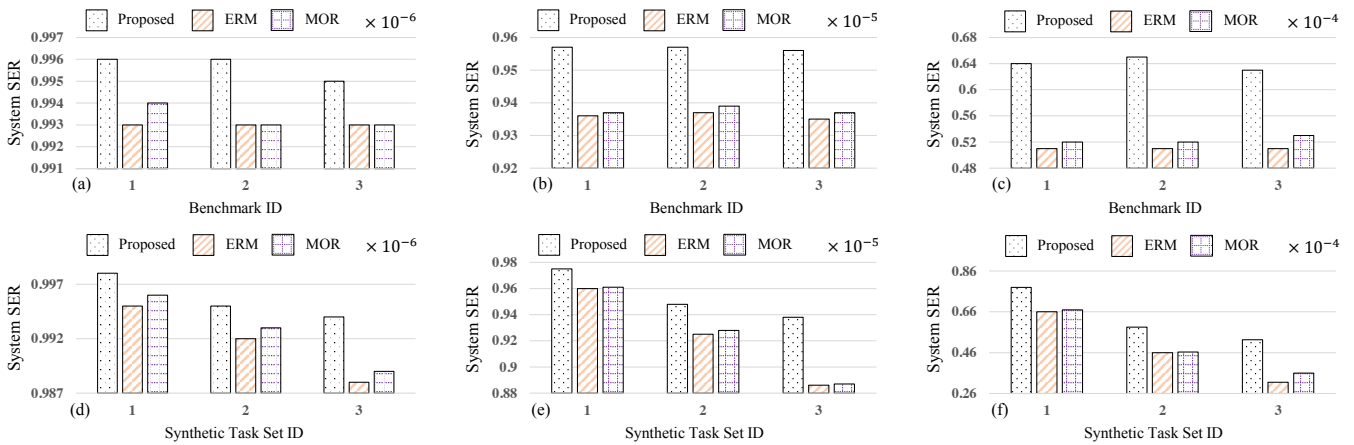 Proposed ERM MOR × 10⁻⁶
System SER
0.997
0.996
0.995
0.994
0.993
0.992
0.991
(a)
1 2 3
Benchmark ID
Proposed ERM MOR × 10⁻⁵
System SER
0.96
0.95
0.94
0.93
0.92
(b)
1 2 3
Benchmark ID
Proposed ERM MOR × 10⁻⁴
System SER
0.68
0.64
0.6
0.56
0.52
0.48
(c)
1 2 3
Benchmark ID
Proposed ERM MOR × 10⁻⁶
System SER
0.997
0.992
0.987
(d)
1 2 3
Synthetic Task Set ID
Proposed ERM MOR × 10⁻⁵
System SER
0.98
0.96
0.94
0.92
0.9
0.88
(e)
1 2 3
Synthetic Task Set ID
Proposed ERM MOR × 10⁻⁴
System SER
0.86
0.66
0.46
0.26
(f)
1 2 3
Synthetic Task Set ID